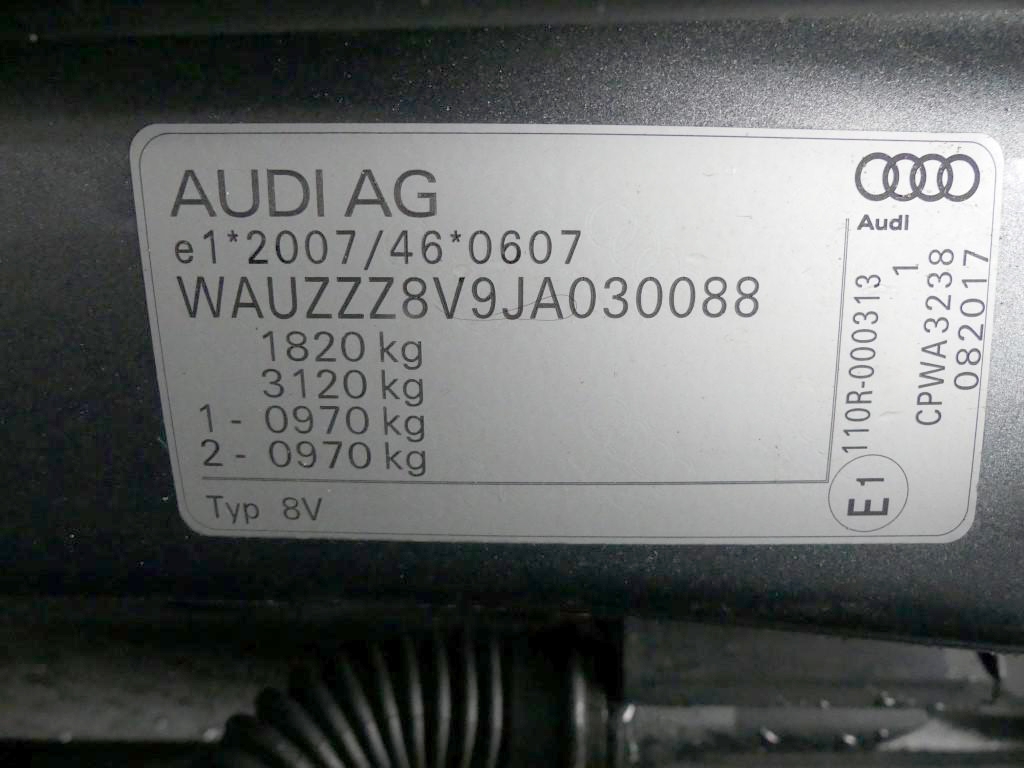 AUDI AG
e1*2007/46*0607
WAUZZZ8V9JA030088
1820 kg
3120 kg
1 - 0970 kg
2 - 0970 kg
Typ 8V
Audi
E1
110R-000313
1
CPWA3238
082017